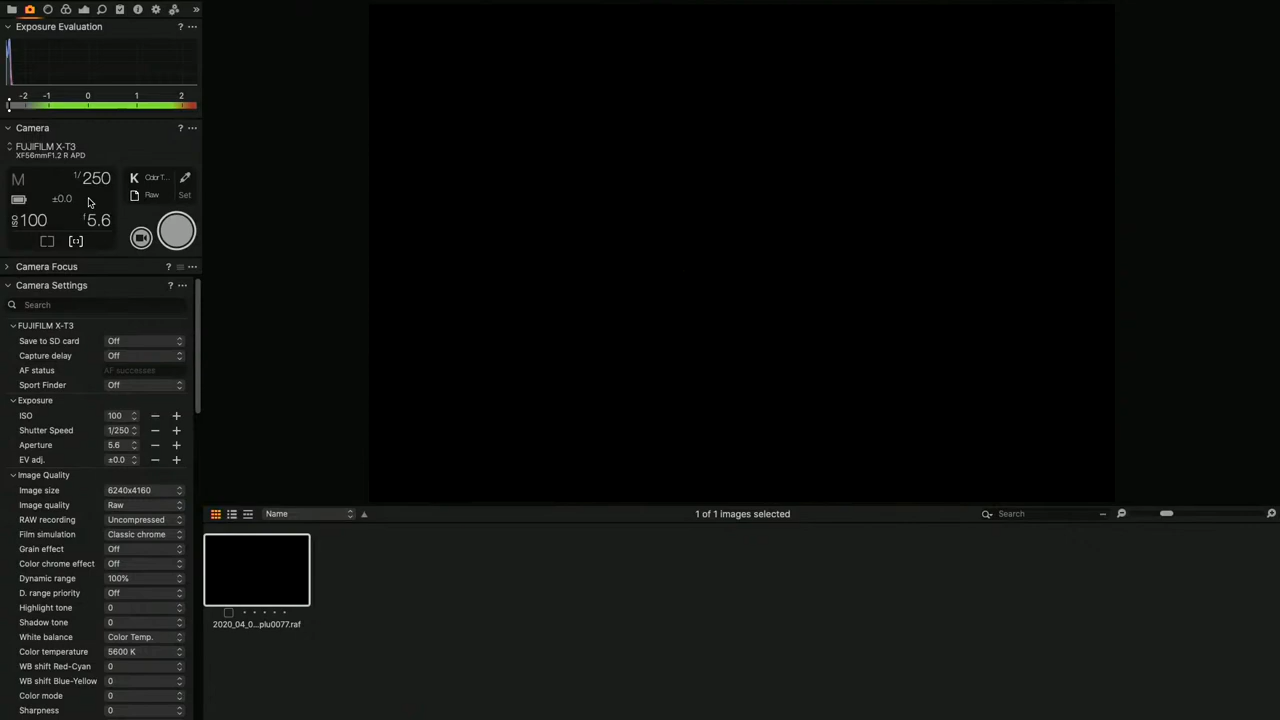 Exposure Evaluation ? ...
-2 -1 0 1 2
Camera ? ...
FUJIFILM X-T3
XF56mmF1.2 R APD
M 1/250 K Color T...
±0.0 Raw Set
ISO 100 f5.6
Camera Focus ? ...
Camera Settings ? ...
Search
FUJIFILM X-T3
Save to SD card Off
Capture delay Off
AF status AF successes
Sport Finder Off
Exposure
ISO 100
Shutter Speed 1/250
Aperture 5.6
EV adj. ±0.0
Image Quality
Image size 6240x4160
Image quality Raw
RAW recording Uncompressed
Film simulation Classic chrome
Grain effect Off
Color chrome effect Off
Dynamic range 100%
D. range priority Off
Highlight tone 0
Shadow tone 0
White balance Color Temp.
Color temperature 5600 K
WB shift Red-Cyan 0
WB shift Blue-Yellow 0
Color mode 0
Sharpness 0
Name 1 of 1 images selected Search
2020_04_0...plu0077.raf